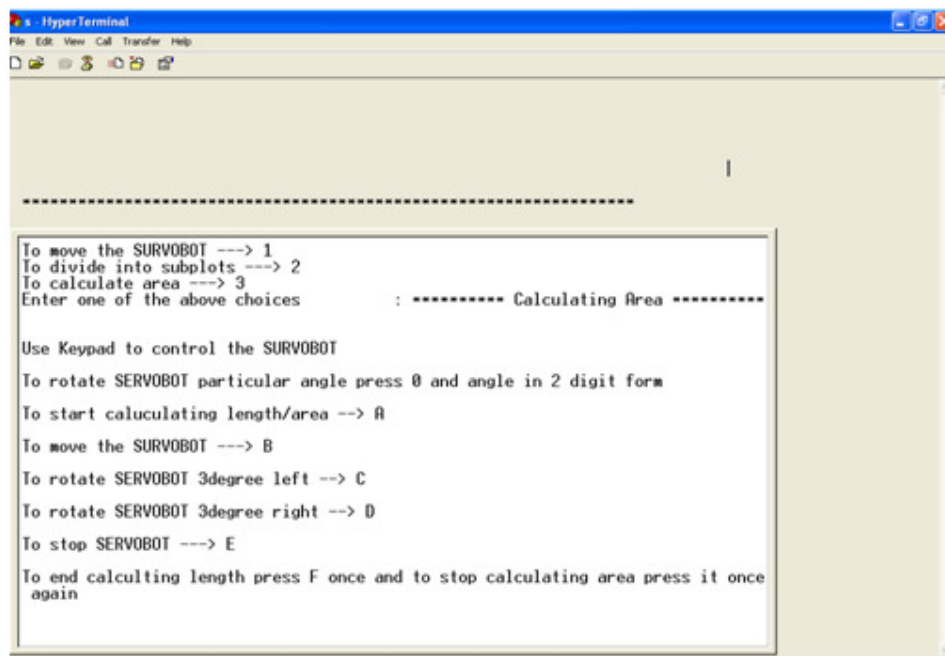 s - HyperTerminal
File Edit View Call Transfer Help
To move the SURVOBOT ---> 1
To divide into subplots ---> 2
To calculate area ---> 3
Enter one of the above choices : ---------- Calculating Area ----------
Use Keypad to control the SURVOBOT
To rotate SERVOBOT particular angle press 0 and angle in 2 digit form
To start caluculating length/area --> A
To move the SURVOBOT ---> B
To rotate SERVOBOT 3degree left --> C
To rotate SERVOBOT 3degree right --> D
To stop SERVOBOT ---> E
To end calculting length press F once and to stop calculating area press it once
again